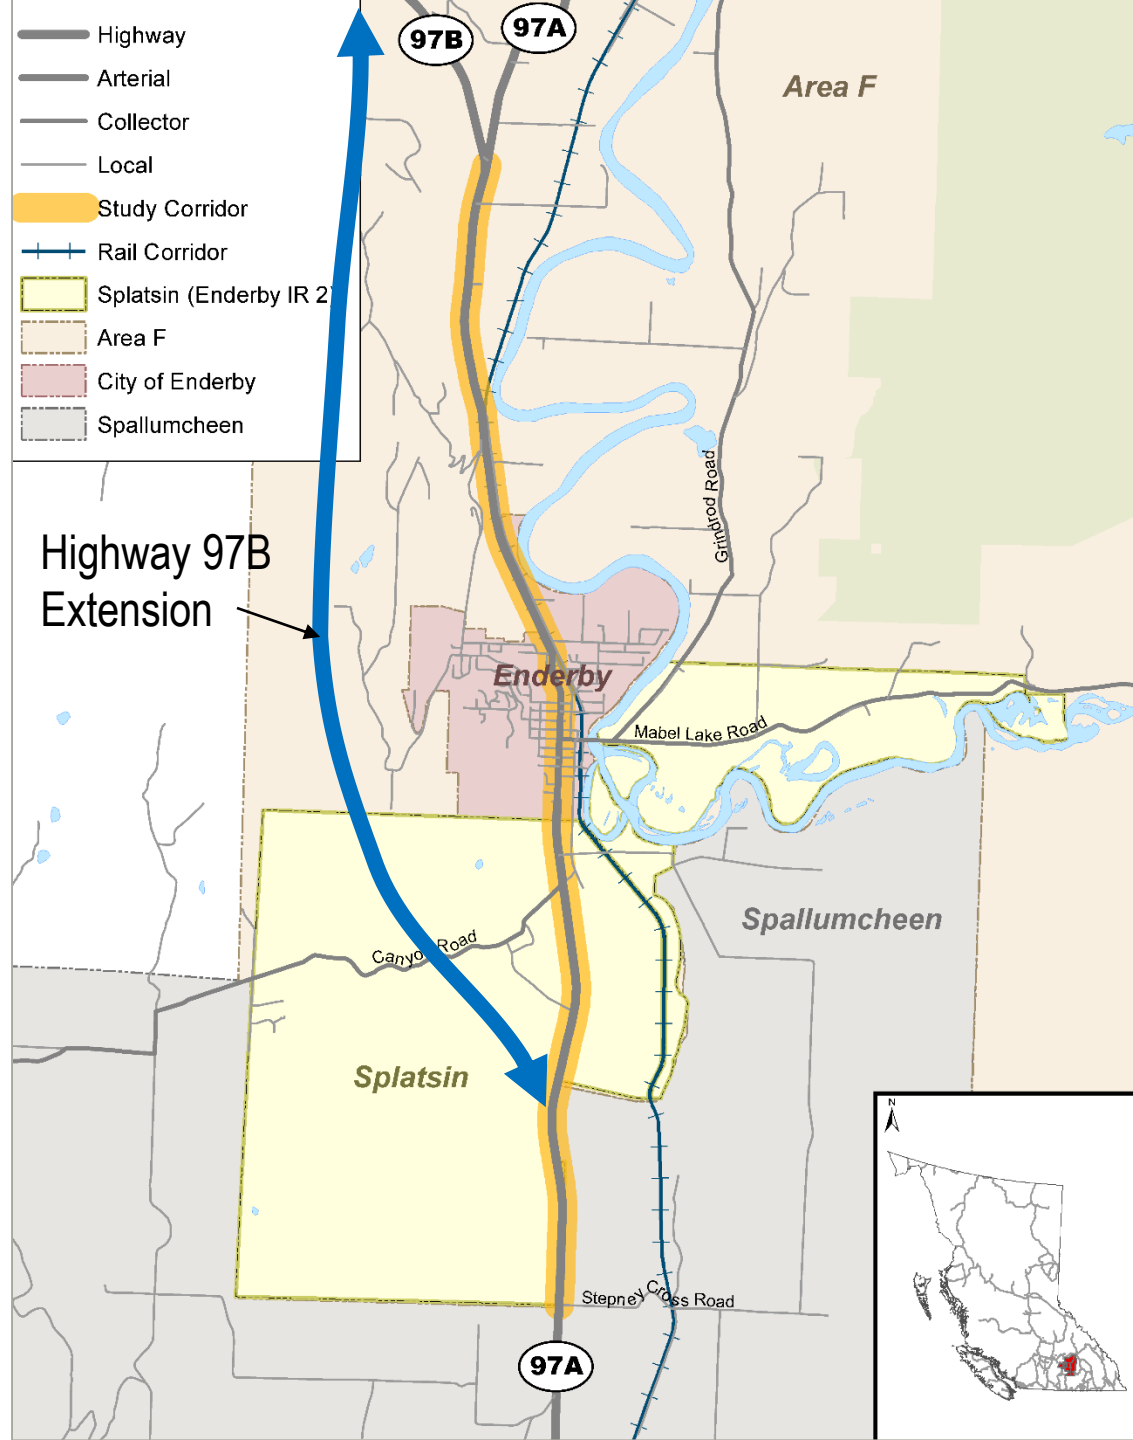 97B
97A
Highway
Arterial
Collector
Local
Study Corridor
Rail Corridor
Splatsin (Enderby IR 2)
Area F
City of Enderby
Spallumcheen
Area F
Grindrod Road
Highway 97B
Extension
Enderby
Mabel Lake Road
Spallumcheen
Canyon Road
Splatsin
N
Stepney Cross Road
97A